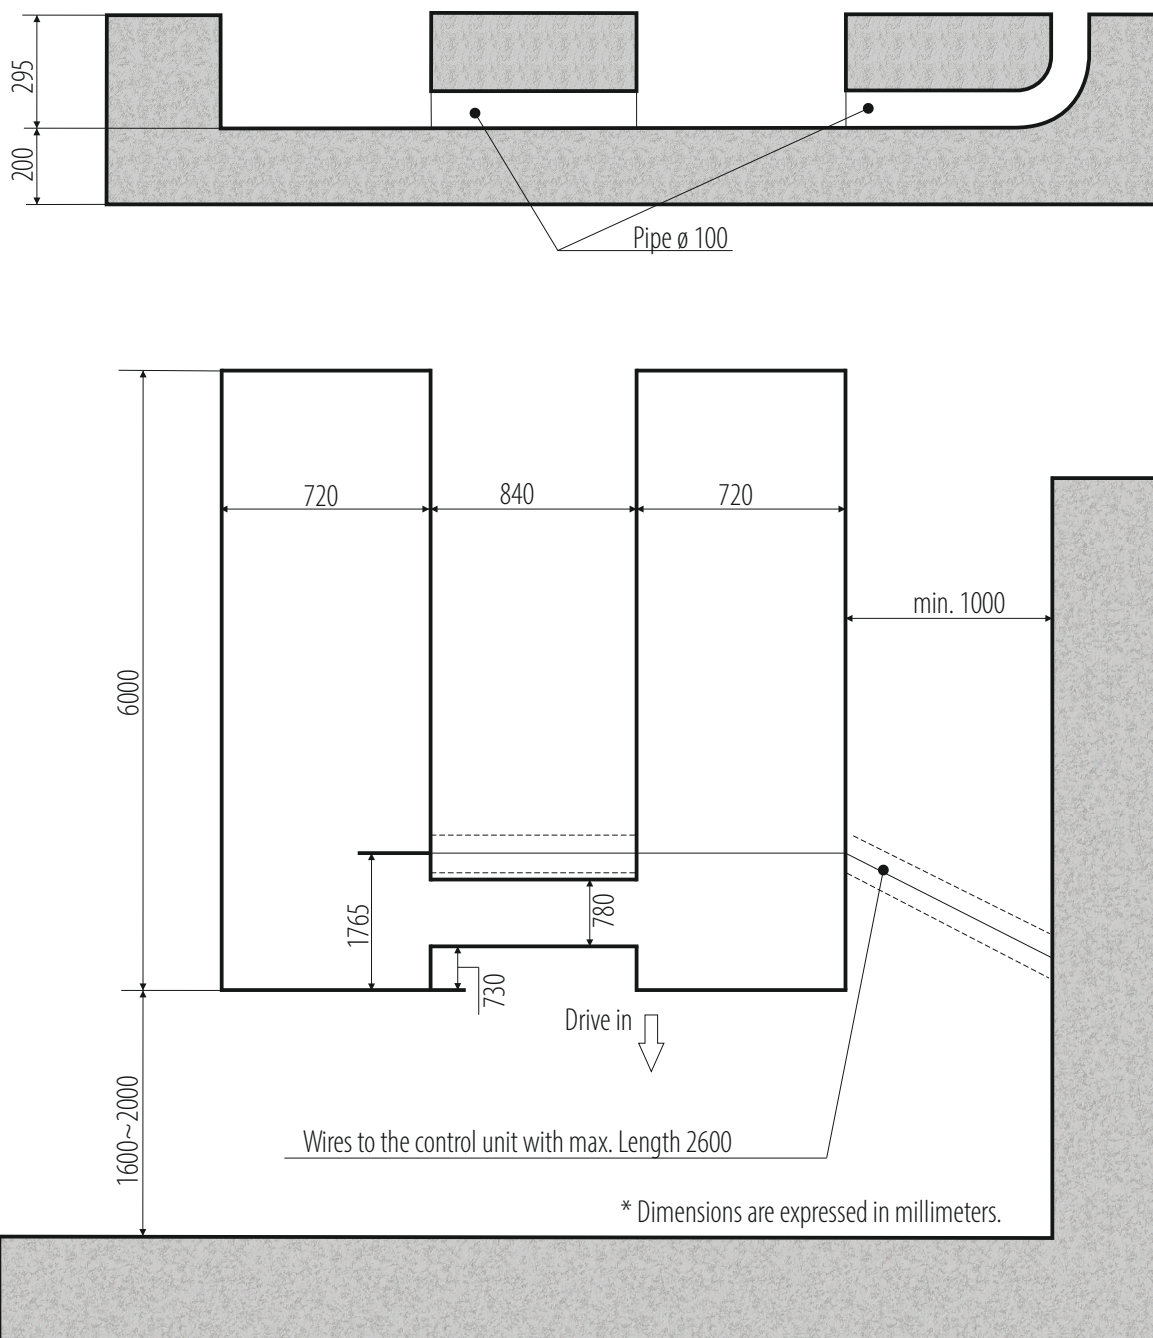 295
200
Pipe ø 100
720
840
720
min. 1000
6000
1765
780
730
Drive in
1600~2000
Wires to the control unit with max. Length 2600
* Dimensions are expressed in millimeters.